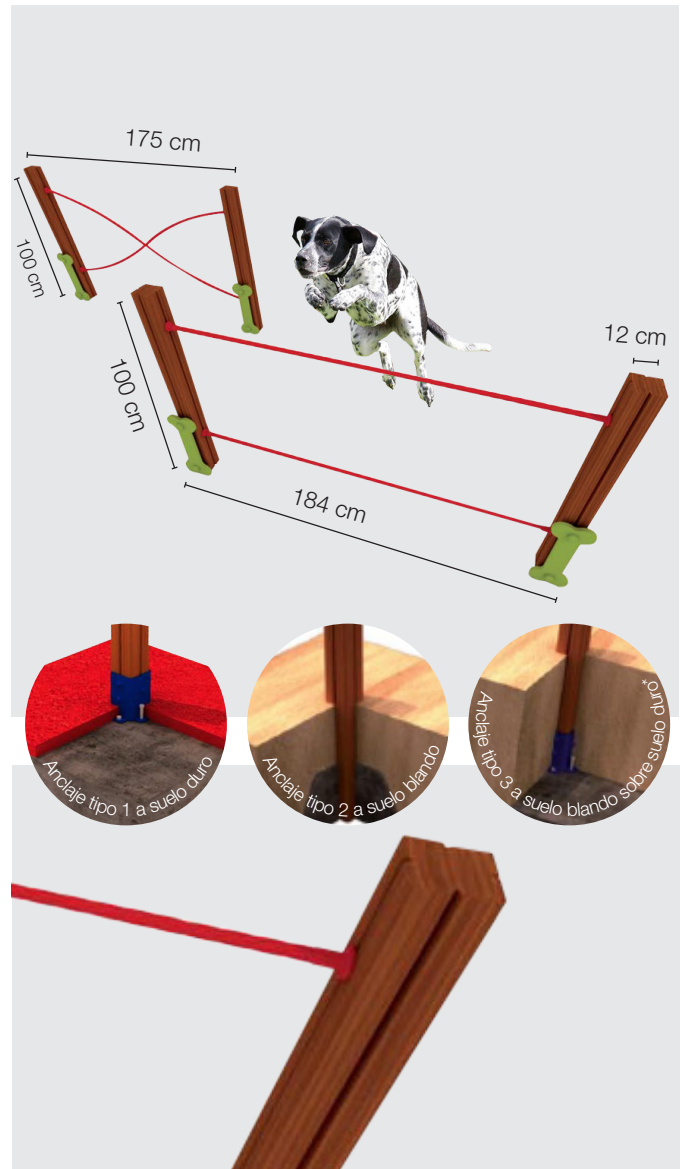 175 cm
100 cm
12 cm
100 cm
184 cm
Anclaje tipo 1 a suelo duro
Anclaje tipo 2 a suelo blando
Anclaje tipo 3 a suelo blando sobre suelo duro*